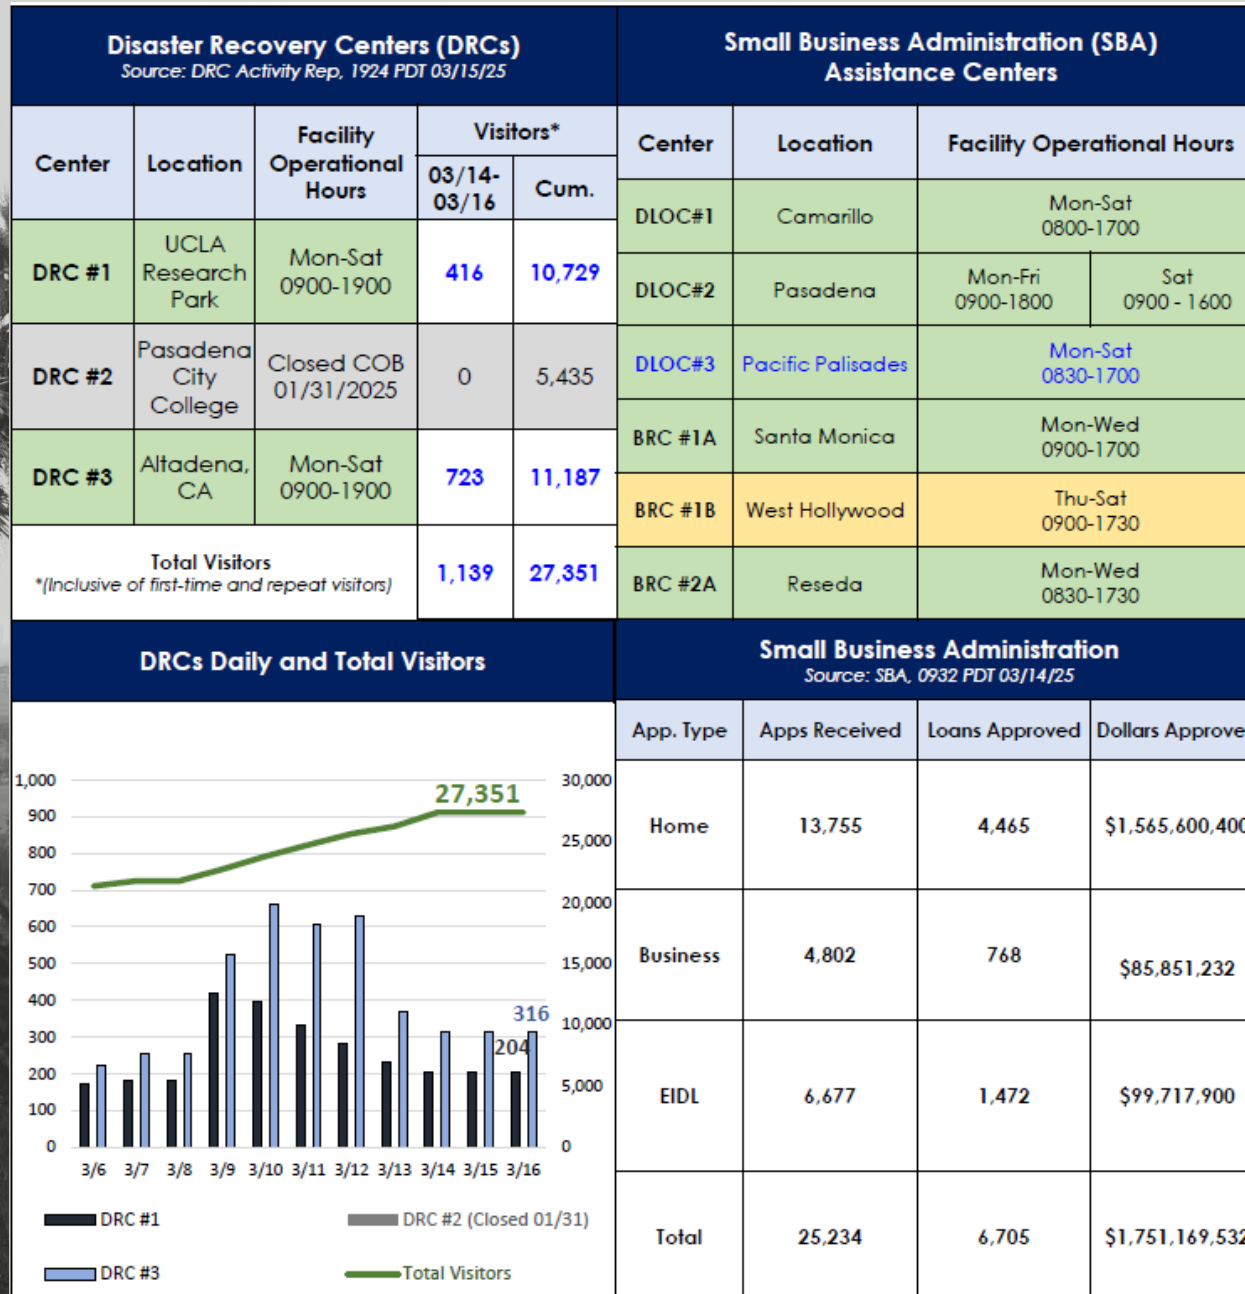 Disaster Recovery Centers (DRCs)
Source: DRC Activity Rep, 1924 PDT 03/15/25
Center
Location
Facility
Operational
Hours
Visitors*
03/14-
03/16
Cum.
DRC #1
UCLA
Research
Park
Mon-Sat
0900-1900
416
10,729
DRC #2
Pasadena
City
College
Closed COB
01/31/2025
0
5,435
DRC #3
Altadena,
CA
Mon-Sat
0900-1900
723
11,187
Total Visitors
*(Inclusive of first-time and repeat visitors)
1,139
27,351
Small Business Administration (SBA)
Assistance Centers
Center
Location
Facility Operational Hours
DLOC#1
Camarillo
Mon-Sat
0800-1700
DLOC#2
Pasadena
Mon-Fri
0900-1800
Sat
0900 - 1600
DLOC#3
Pacific Palisades
Mon-Sat
0830-1700
BRC #1A
Santa Monica
Mon-Wed
0900-1700
BRC #1B
West Hollywood
Thu-Sat
0900-1730
BRC #2A
Reseda
Mon-Wed
0830-1730
DRCs Daily and Total Visitors
1,000
900
800
700
600
500
400
300
200
100
0
27,351
316
204
30,000
25,000
20,000
15,000
10,000
5,000
0
3/6 3/7 3/8 3/9 3/10 3/11 3/12 3/13 3/14 3/15 3/16
DRC #1
DRC #2 (Closed 01/31)
DRC #3
Total Visitors
Small Business Administration
Source: SBA, 0932 PDT 03/14/25
App. Type
Apps Received
Loans Approved
Dollars Approve
Home
13,755
4,465
$1,565,600,400
Business
4,802
768
$85,851,232
EIDL
6,677
1,472
$99,717,900
Total
25,234
6,705
$1,751,169,532